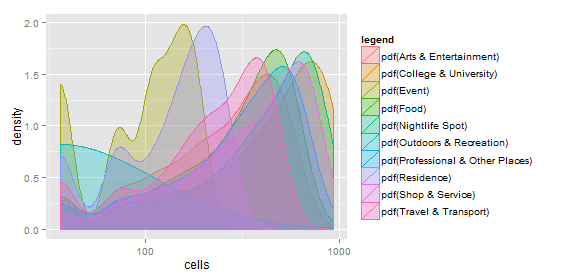 2.0
1.5
1.0
0.5
0.0
density
100
1000
cells
legend
pdf(Arts & Entertainment)
pdf(College & University)
pdf(Event)
pdf(Food)
pdf(Nightlife Spot)
pdf(Outdoors & Recreation)
pdf(Professional & Other Places)
pdf(Residence)
pdf(Shop & Service)
pdf(Travel & Transport)